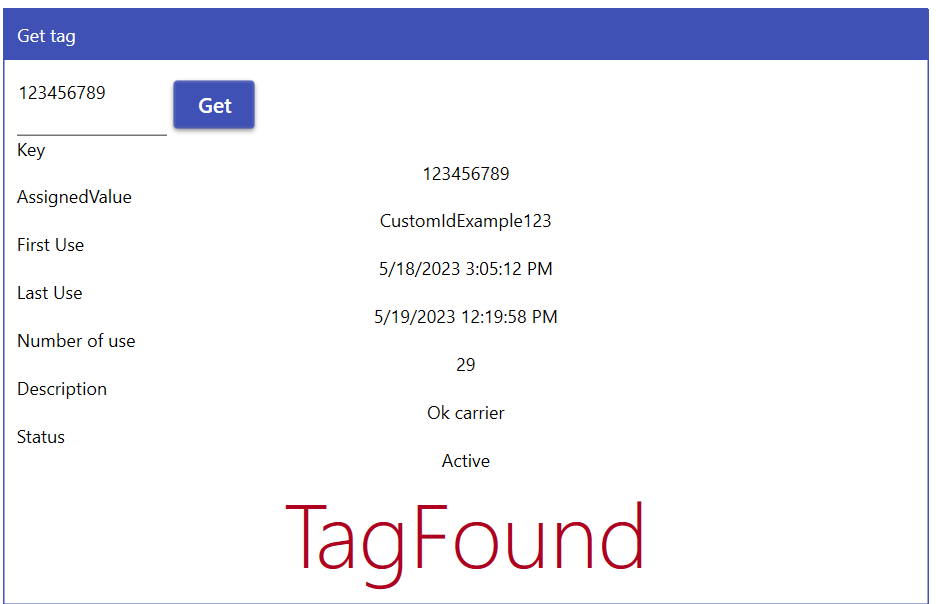 Get tag
123456789
Get
Key
123456789
AssignedValue
CustomIdExample123
First Use
5/18/2023 3:05:12 PM
Last Use
5/19/2023 12:19:58 PM
Number of use
29
Description
Ok carrier
Status
Active
TagFound